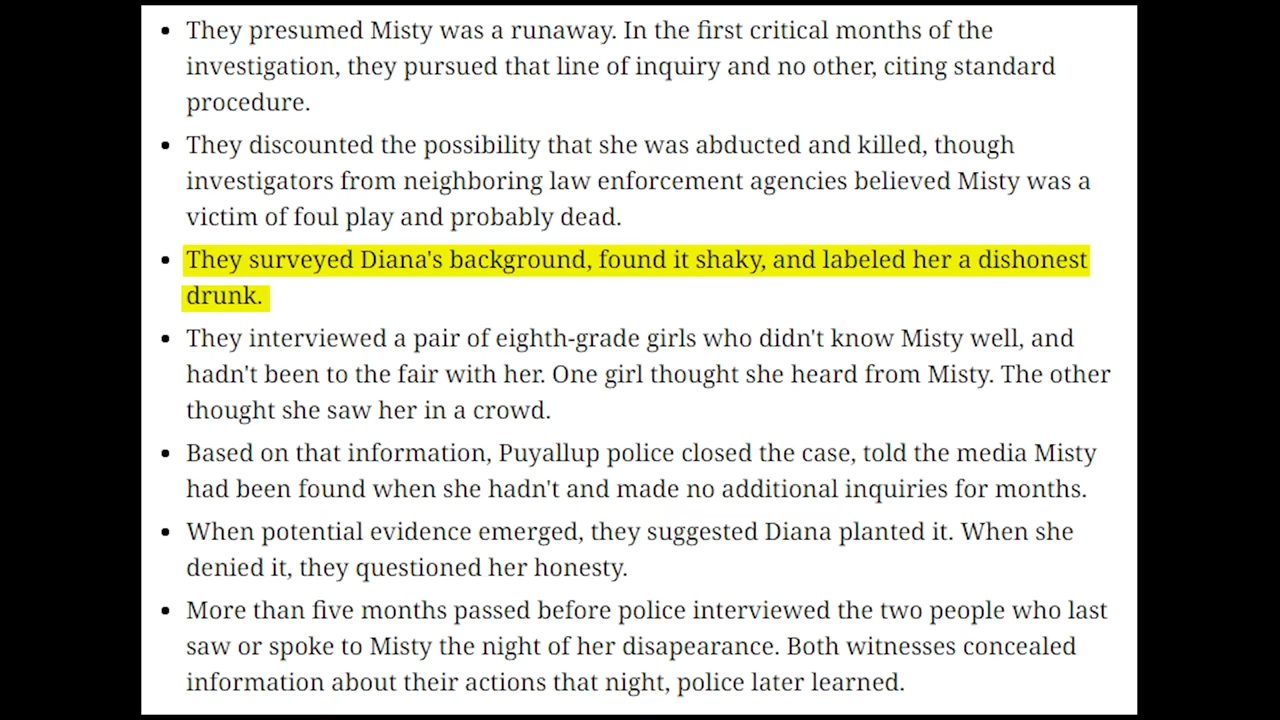 • They presumed Misty was a runaway. In the first critical months of the
investigation, they pursued that line of inquiry and no other, citing standard
procedure.
• They discounted the possibility that she was abducted and killed, though
investigators from neighboring law enforcement agencies believed Misty was a
victim of foul play and probably dead.
• They surveyed Diana's background, found it shaky, and labeled her a dishonest
drunk.
• They interviewed a pair of eighth-grade girls who didn't know Misty well, and
hadn't been to the fair with her. One girl thought she heard from Misty. The other
thought she saw her in a crowd.
• Based on that information, Puyallup police closed the case, told the media Misty
had been found when she hadn't and made no additional inquiries for months.
• When potential evidence emerged, they suggested Diana planted it. When she
denied it, they questioned her honesty.
• More than five months passed before police interviewed the two people who last
saw or spoke to Misty the night of her disapearance. Both witnesses concealed
information about their actions that night, police later learned.